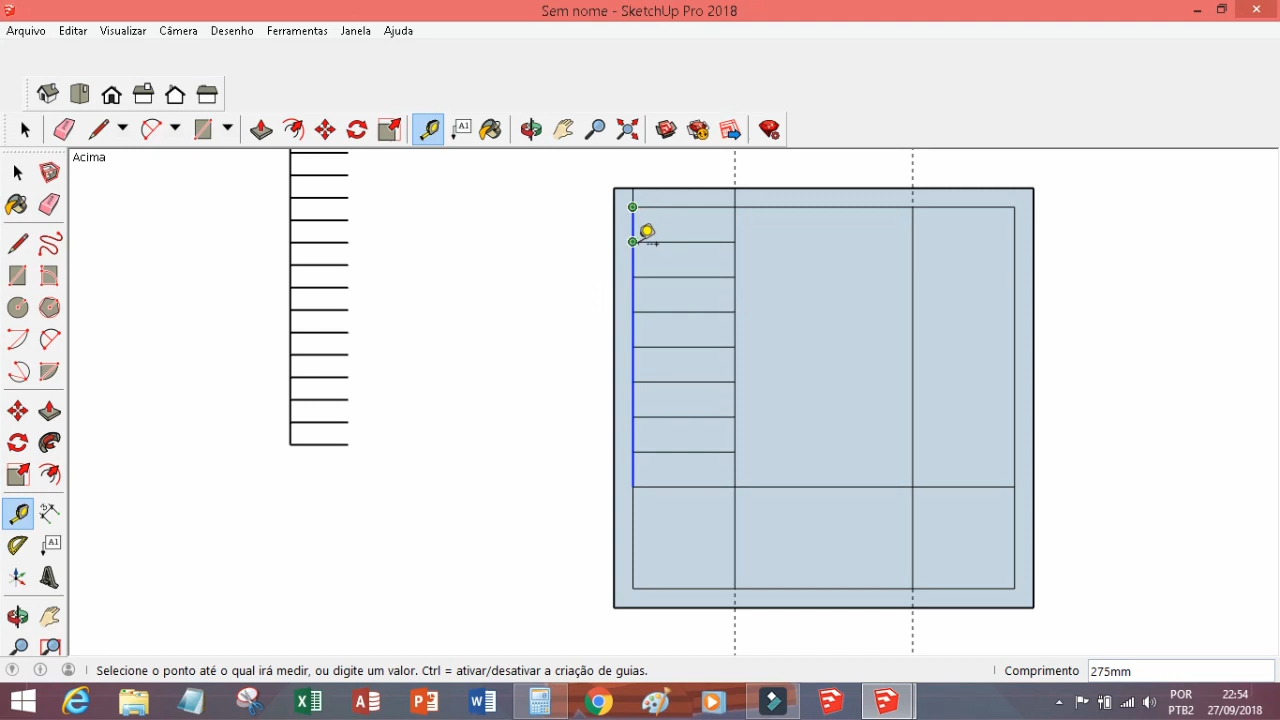 Sem nome - SketchUp Pro 2018
Arquivo Editar Visualizar Câmera Desenho Ferramentas Janela Ajuda
A1
Acima
A1
Selecione o ponto até o qual irá medir, ou digite um valor. Ctrl = ativar/desativar a criação de guias. Comprimento 275mm
POR 22:54
PTB2 27/09/2018